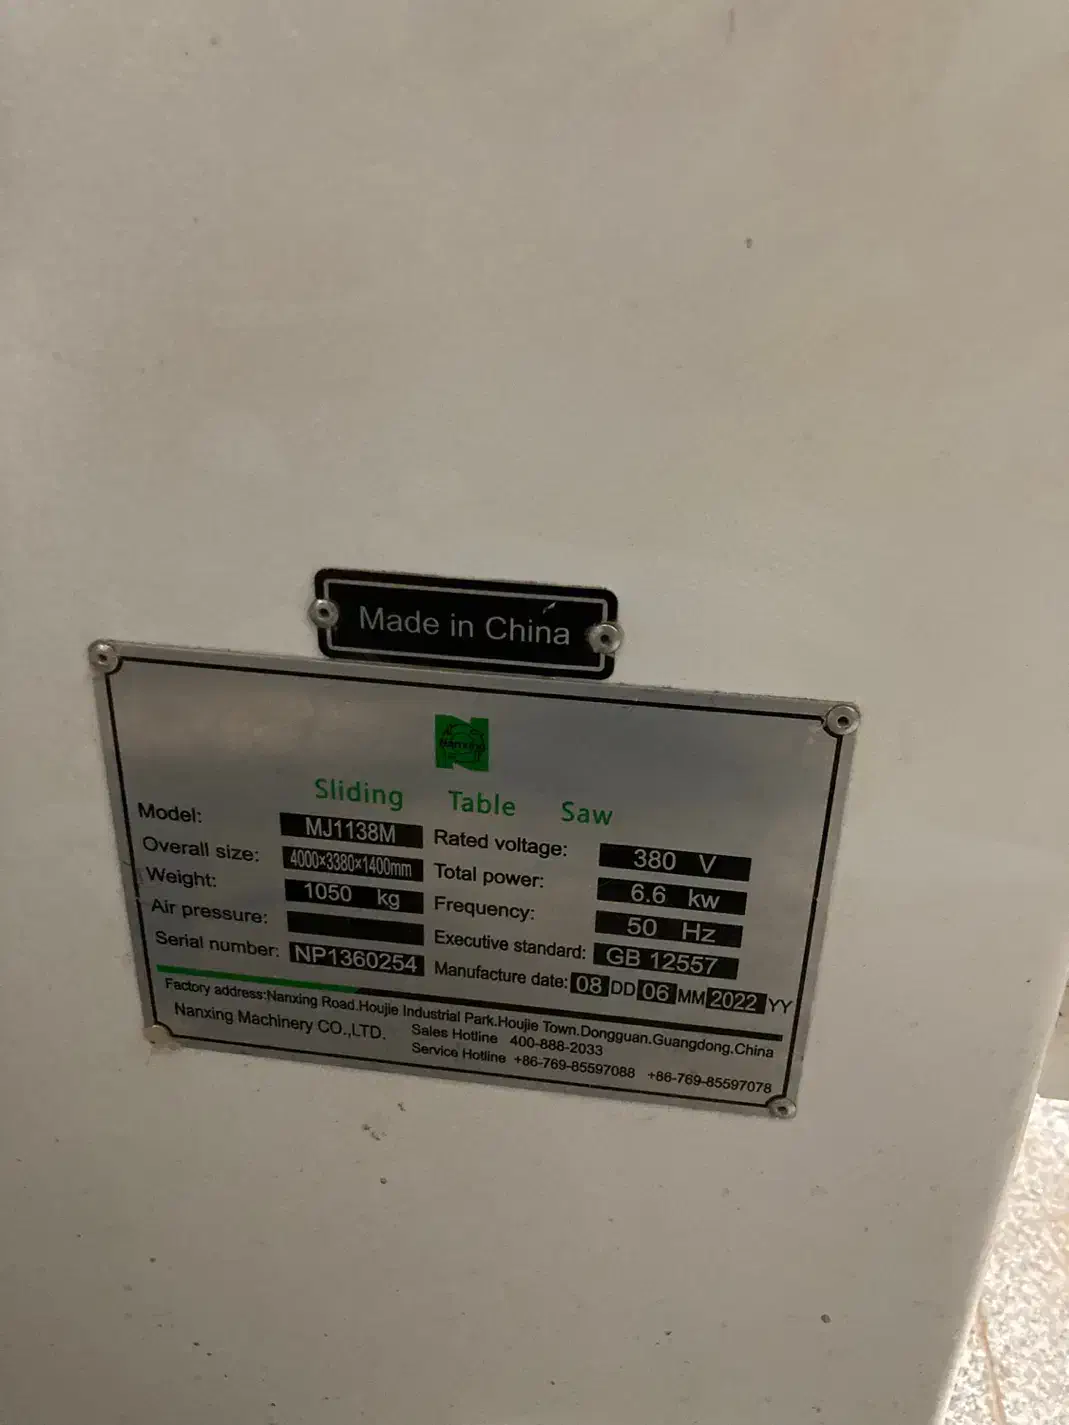 Made in China
Nanxing
Sliding Table Saw
Model: MJ1138M Rated voltage: 380 V
Overall size: 4000×3380×1400mm Total power: 6.6 kw
Weight: 1050 kg Frequency: 50 Hz
Air pressure: Executive standard: GB 12557
Serial number: NP1360254 Manufacture date: 08 DD 06 MM 2022 YY
Factory address:Nanxing Road.Houjie Industrial Park.Houjie Town.Dongguan.Guangdong.China
Nanxing Machinery CO.,LTD. Sales Hotline 400-888-2033
Service Hotline +86-769-85597088 +86-769-85597078